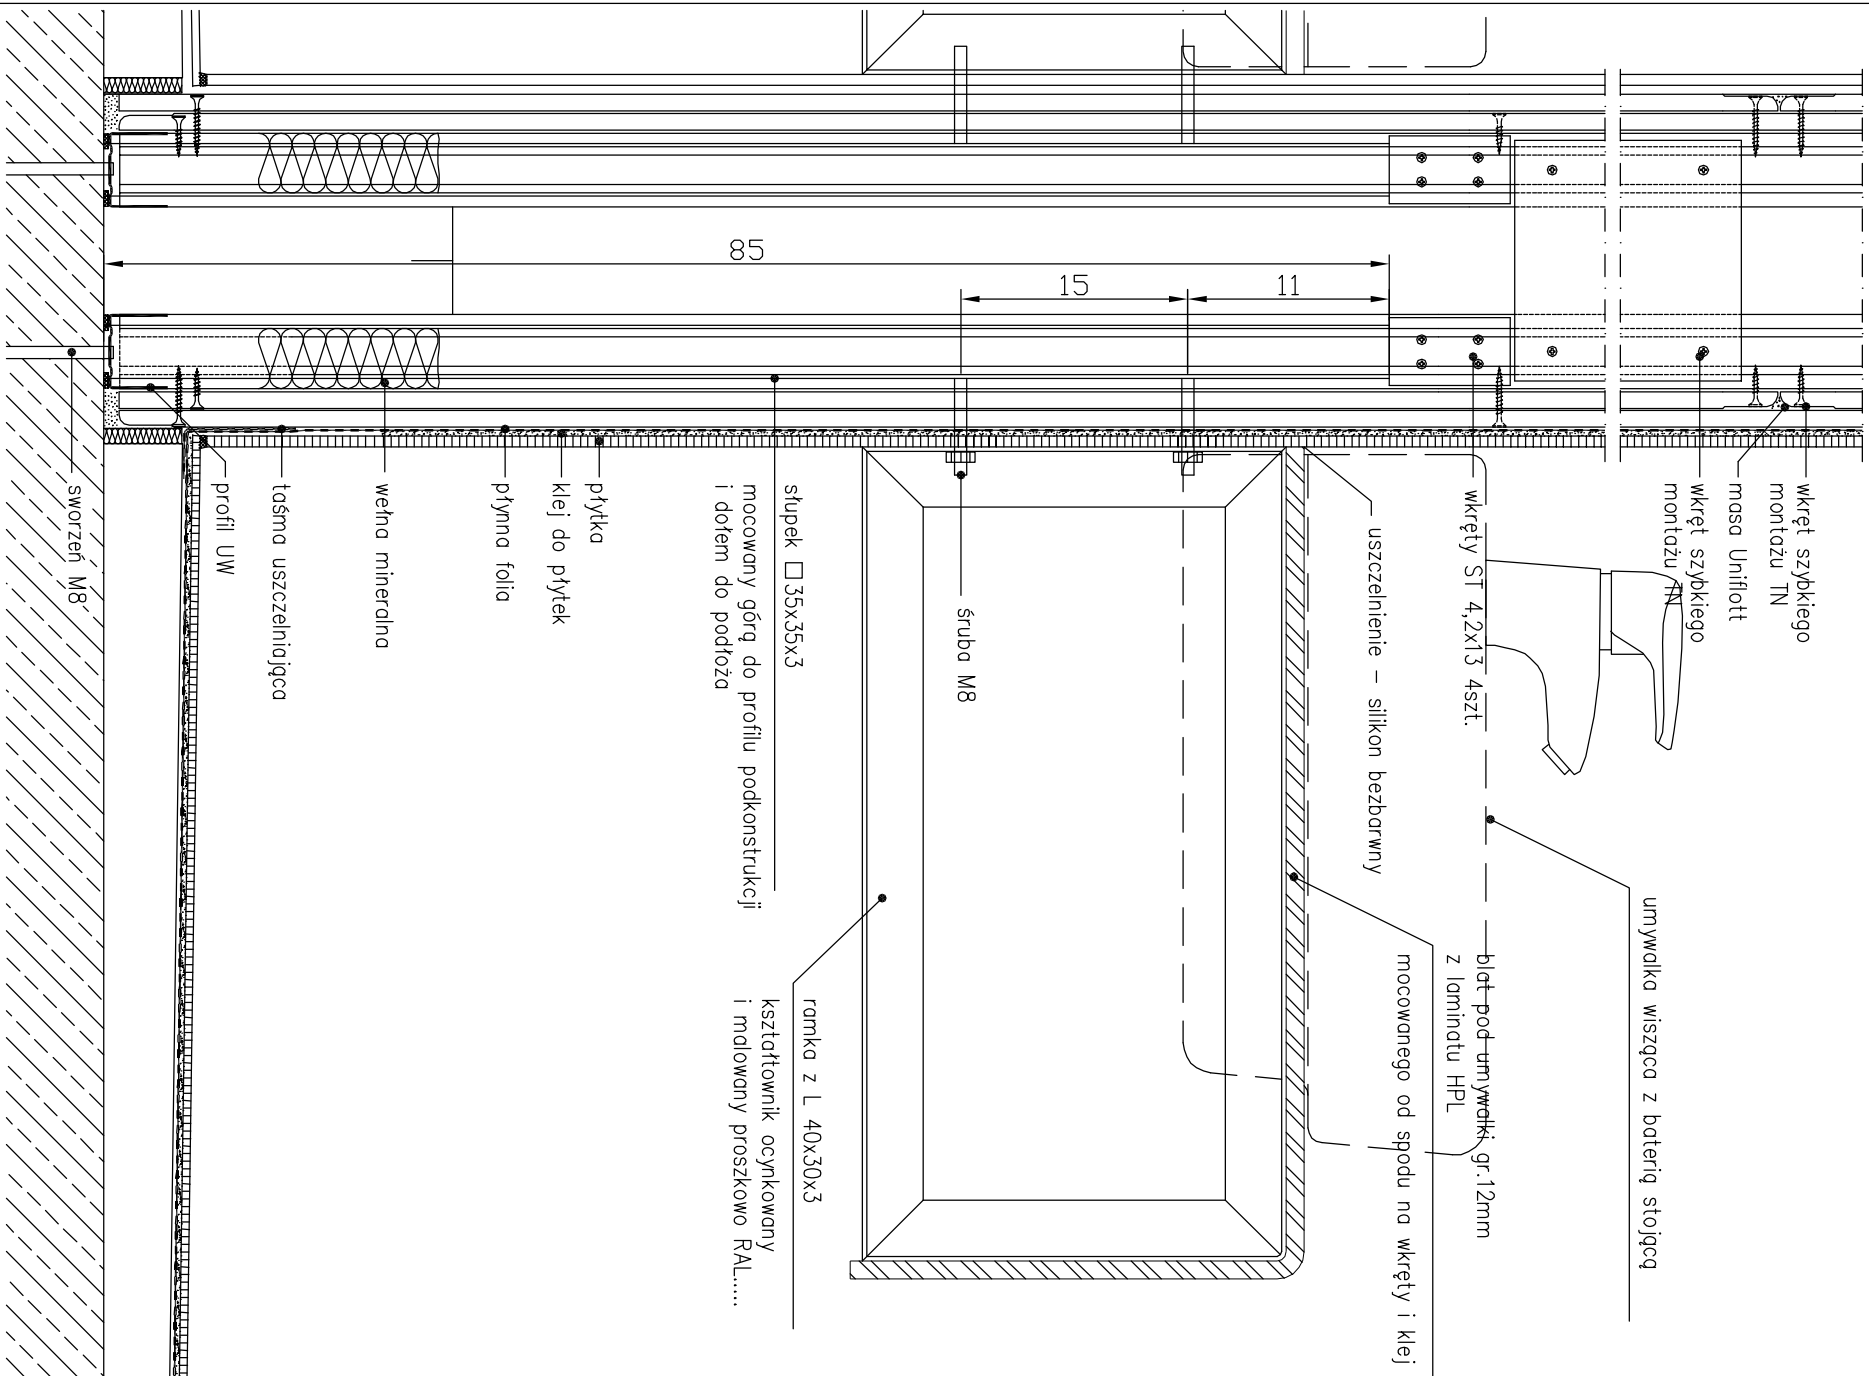 wkręt szybkiego
montażu TN
masa Uniflott
wkręt szybkiego
montażu TN
umywalka wisząca z baterią stojącą
blat pod umywalki gr.12mm
z laminatu HPL
mocowanego od spodu na wkręty i klej
wkręty ST 4,2x13 4szt.
uszczelnienie - silikon bezbarwny
85
15
11
śruba M8
ramka z L 40x30x3
kształtownik ocynkowany
i malowany proszkowo RAL.....
słupek □35x35x3
mocowany górą do profilu podkonstrukcji
i dołem do podłoża
płytka
klej do płytek
płynna folia
wełna mineralna
taśma uszczelniająca
profil UW
sworzeń M8